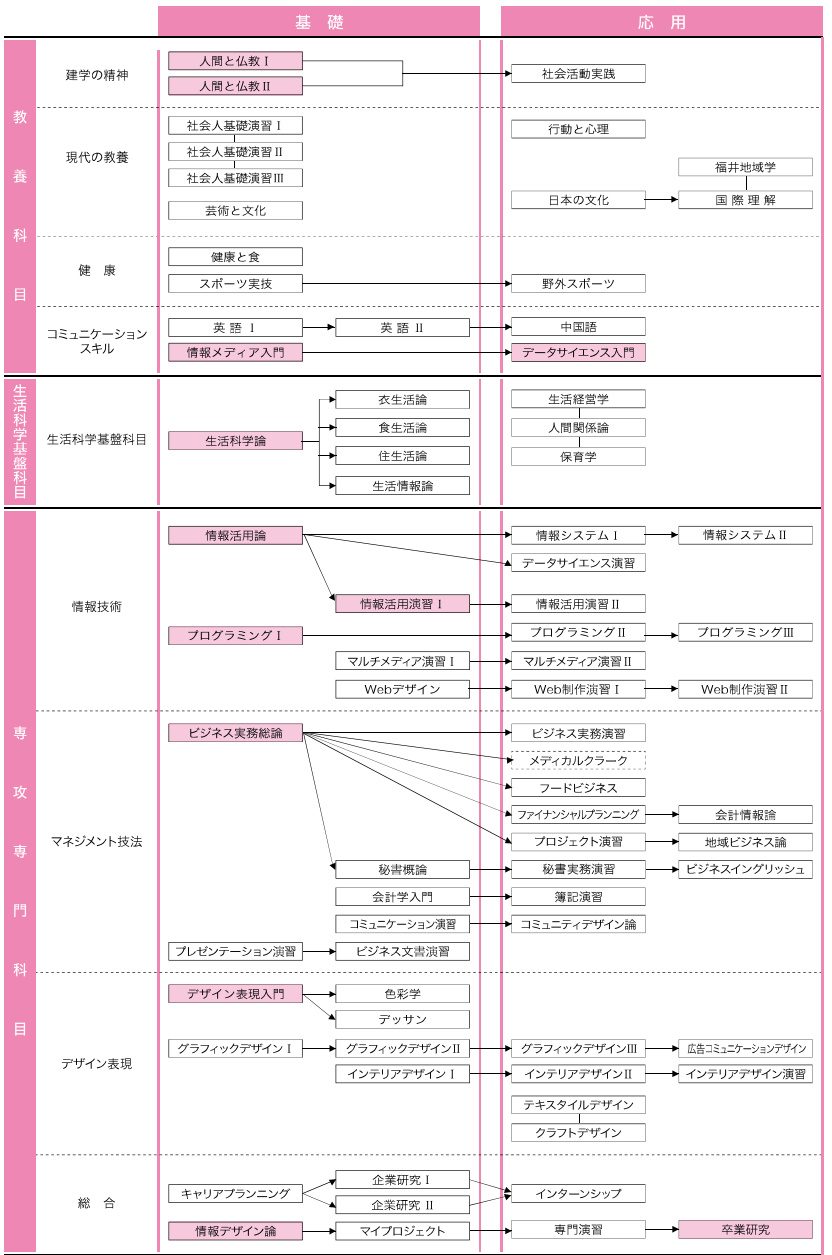 基 礎
応 用
教養科目
建学の精神
人間と仏教Ⅰ
人間と仏教Ⅱ
社会活動実践
現代の教養
社会人基礎演習Ⅰ
社会人基礎演習Ⅱ
社会人基礎演習Ⅲ
芸術と文化
行動と心理
福井地域学
日本の文化
国際理解
健 康
健康と食
スポーツ実技
野外スポーツ
コミュニケーション
スキル
英語Ⅰ
英語Ⅱ
中国語
情報メディア入門
データサイエンス入門
生活科学基盤科目
生活科学基盤科目
生活科学論
衣生活論
食生活論
住生活論
生活情報論
生活経営学
人間関係論
保育学
専攻専門科目
情報技術
情報活用論
情報システムⅠ
情報システムⅡ
データサイエンス演習
情報活用演習Ⅰ
情報活用演習Ⅱ
プログラミングⅠ
プログラミングⅡ
プログラミングⅢ
マルチメディア演習Ⅰ
マルチメディア演習Ⅱ
Webデザイン
Web制作演習Ⅰ
Web制作演習Ⅱ
マネジメント技法
ビジネス実務総論
ビジネス実務演習
メディカルクラーク
フードビジネス
ファイナンシャルプランニング
会計情報論
プロジェクト演習
地域ビジネス論
秘書概論
秘書実務演習
ビジネスイングリッシュ
会計学入門
簿記演習
コミュニケーション演習
コミュニティデザイン論
プレゼンテーション演習
ビジネス文書演習
デザイン表現
デザイン表現入門
色彩学
デッサン
グラフィックデザインⅠ
グラフィックデザインⅡ
グラフィックデザインⅢ
広告コミュニケーションデザイン
インテリアデザインⅠ
インテリアデザインⅡ
インテリアデザイン演習
テキスタイルデザイン
クラフトデザイン
総 合
キャリアプランニング
企業研究Ⅰ
企業研究Ⅱ
インターンシップ
情報デザイン論
マイプロジェクト
専門演習
卒業研究